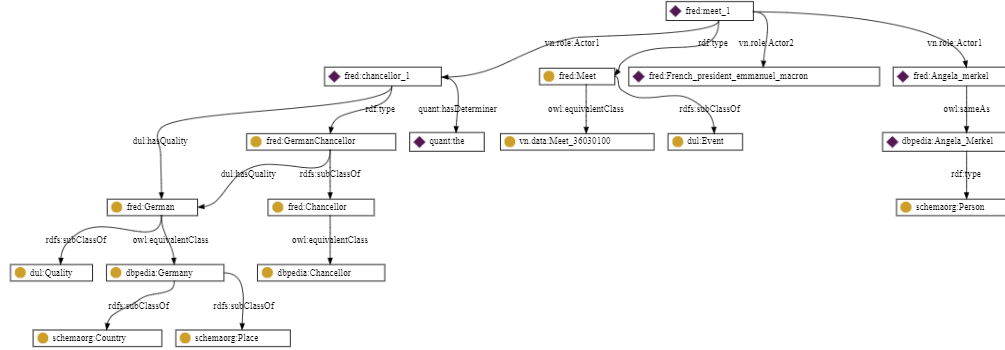 fred:meet_1
vn.role:Actor1
rdf:type
vn.role:Actor2
vn.role:Actor1
fred:chancellor_1
fred:Meet
fred:French_president_emmanuel_macron
fred:Angela_merkel
rdf:type
quant:hasDeterminer
owl:equivalentClass
rdfs:subClassOf
owl:sameAs
dul:hasQuality
fred:GermanChancellor
quant:the
vn.data:Meet_36030100
dul:Event
dbpedia:Angela_Merkel
dul:hasQuality
rdfs:subClassOf
rdf:type
fred:German
fred:Chancellor
schemaorg:Person
rdfs:subClassOf
owl:equivalentClass
owl:equivalentClass
dul:Quality
dbpedia:Germany
dbpedia:Chancellor
rdfs:subClassOf
rdfs:subClassOf
schemaorg:Country
schemaorg:Place